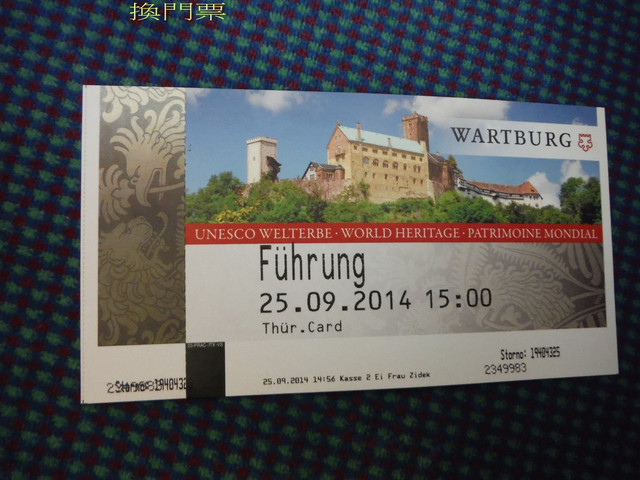 換門票
WARTBURG
UNESCO WELTERBE · WORLD HERITAGE · PATRIMOINE MONDIAL
Führung
25.09.2014 15:00
Thür.Card
Storno: 19404325
2349983
25.09.2014 14:56 Kasse 2 Ei Frau Zidek